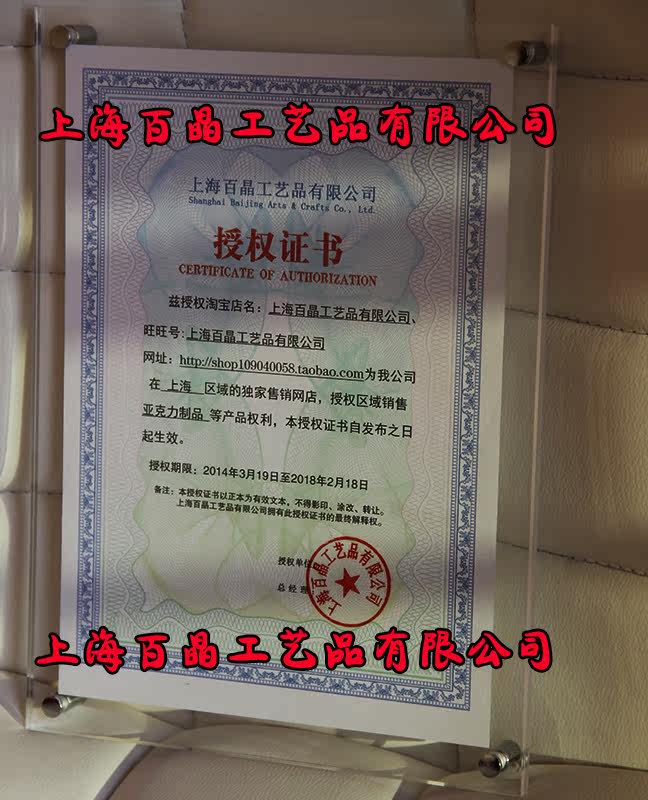 上海百晶工艺品有限公司
上海百晶工艺品有限公司
Shanghai Baijing Arts & Crafts Co., Ltd.
授权证书
CERTIFICATE OF AUTHORIZATION
兹授权淘宝店名：上海百晶工艺品有限公司、
旺旺号：上海百晶工艺品有限公司
网址：http://shop109040058.taobao.com为我公司
在 上海 区域的独家售销网店，授权区域销售
亚克力制品 等产品权利，本授权证书自发布之日
起生效。
授权期限：2014年3月19日至2018年2月18日
备注：本授权证书以正本为有效文本，不得影印、涂改、转让。
上海百晶工艺品有限公司拥有此授权证书的最终解释权。
授权单位
总经理
上海百晶工艺品有限公司
上海百晶工艺品有限公司